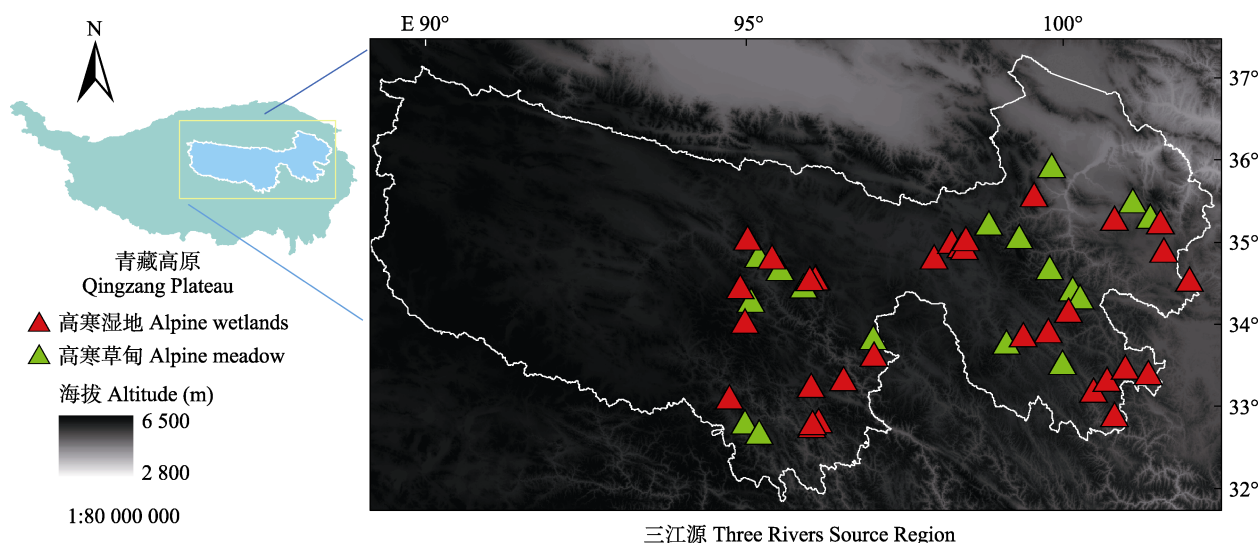 N
E 90°
95°
100°
37°
36°
35°
34°
33°
32°
青藏高原
Qingzang Plateau
高寒湿地 Alpine wetlands
高寒草甸 Alpine meadow
海拔 Altitude (m)
6 500
2 800
1:80 000 000
三江源 Three Rivers Source Region